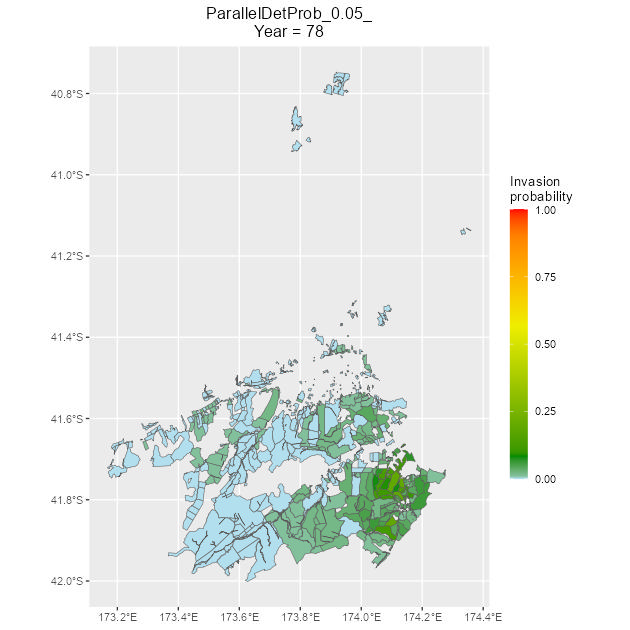 ParallelDetProb_0.05_
Year = 78
40.8°S
41.0°S
41.2°S
41.4°S
41.6°S
41.8°S
42.0°S
173.2°E
173.4°E
173.6°E
173.8°E
174.0°E
174.2°E
174.4°E
Invasion
probability
1.00
0.75
0.50
0.25
0.00